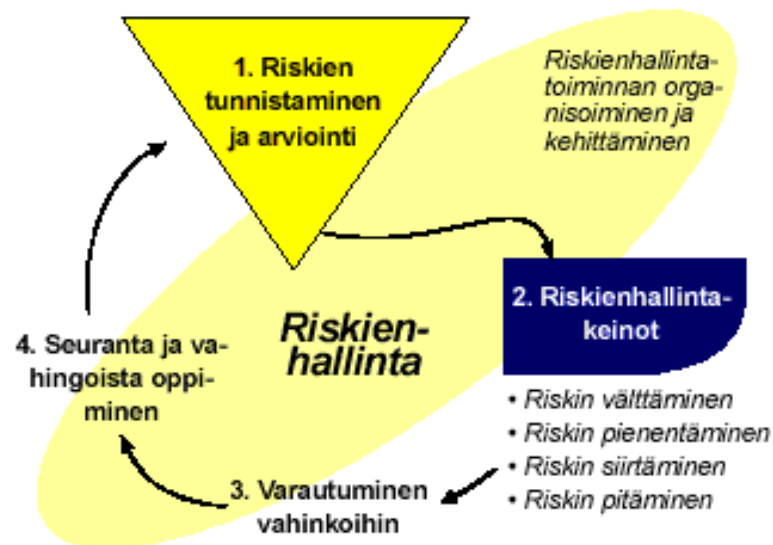 1. Riskien
tunnistaminen
ja arviointi
Riskienhallinta-
toiminnan orga-
nisoiminen ja
kehittäminen
2. Riskienhallinta-
keinot
• Riskin välttäminen
• Riskin pienentäminen
• Riskin siirtäminen
• Riskin pitäminen
3. Varautuminen
vahinkoihin
4. Seuranta ja va-
hingoista oppi-
minen
Riskien-
hallinta